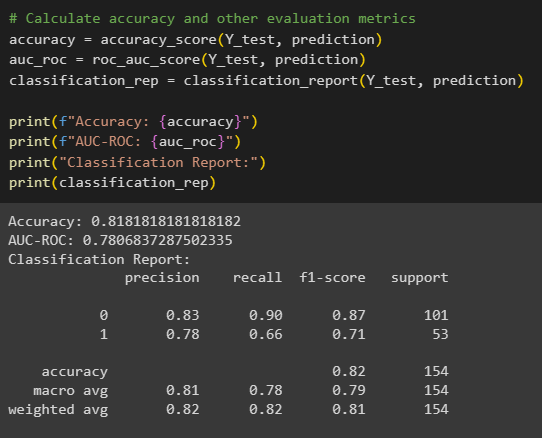 # Calculate accuracy and other evaluation metrics
accuracy = accuracy_score(Y_test, prediction)
auc_roc = roc_auc_score(Y_test, prediction)
classification_rep = classification_report(Y_test, prediction)

print(f"Accuracy: {accuracy}")
print(f"AUC-ROC: {auc_roc}")
print("Classification Report:")
print(classification_rep)

Accuracy: 0.8181818181818182
AUC-ROC: 0.7806837287502335
Classification Report:
              precision    recall  f1-score   support

           0       0.83      0.90      0.87       101
           1       0.78      0.66      0.71        53

    accuracy                           0.82       154
   macro avg       0.81      0.78      0.79       154
weighted avg       0.82      0.82      0.81       154